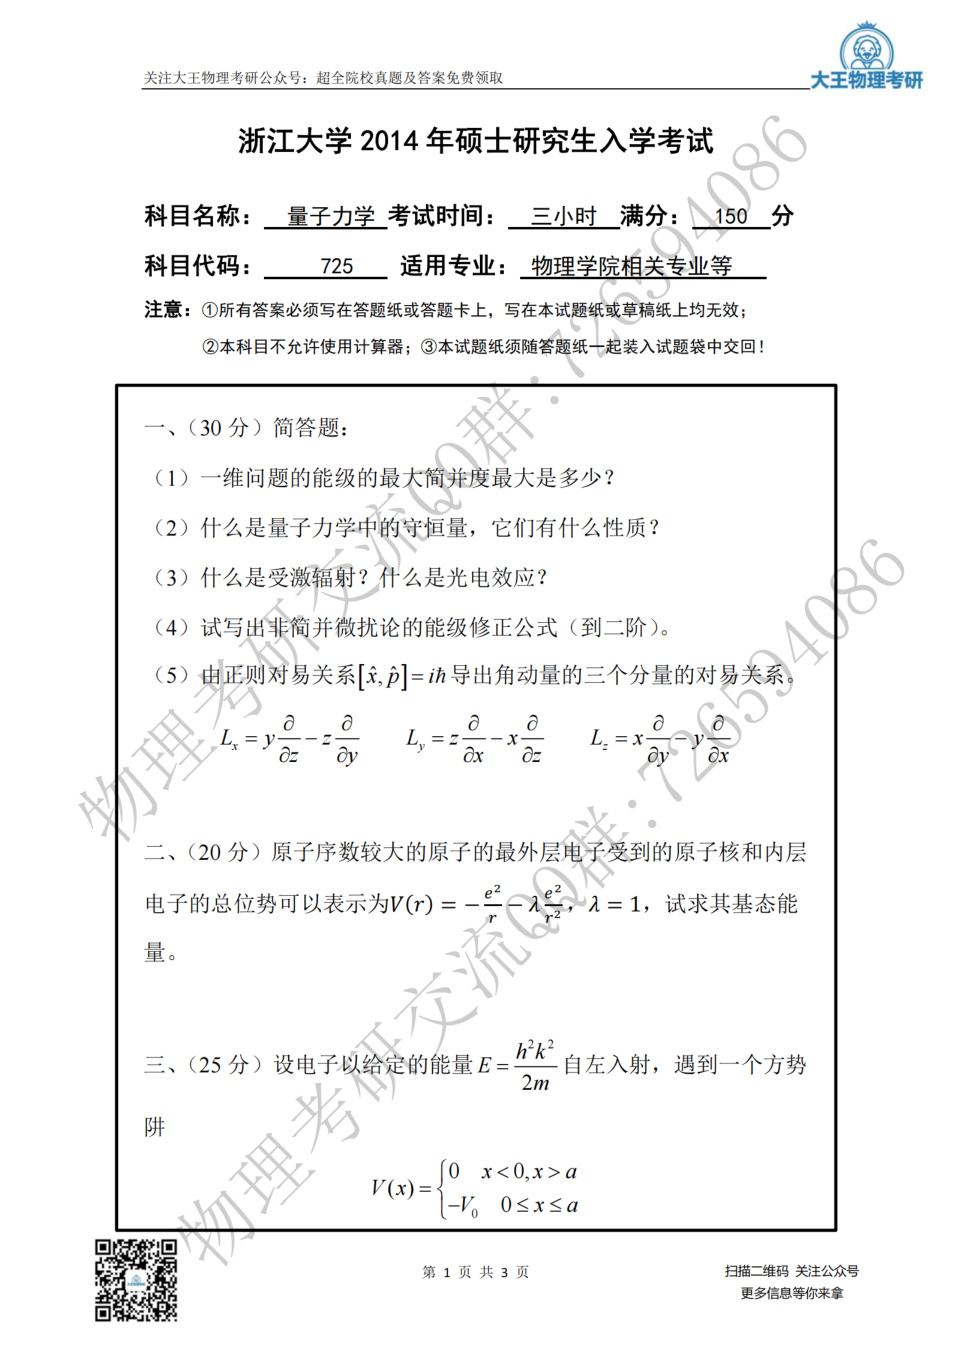 关注大王物理考研公众号：超全院校真题及答案免费领取
大王物理考研
浙江大学 2014 年硕士研究生入学考试
科目名称： 量子力学 考试时间： 三小时 满分： 150 分
科目代码： 725 适用专业： 物理学院相关专业等
注意：①所有答案必须写在答题纸或答题卡上，写在本试题纸或草稿纸上均无效；
②本科目不允许使用计算器；③本试题纸须随答题纸一起装入试题袋中交回！
一、（30 分）简答题：
（1）一维问题的能级的最大简并度最大是多少？
（2）什么是量子力学中的守恒量，它们有什么性质？
（3）什么是受激辐射？什么是光电效应？
（4）试写出非简并微扰论的能级修正公式（到二阶）。
（5）由正则对易关系[x̂, p̂]=iħ 导出角动量的三个分量的对易关系。
Lₓ = y ∂/∂z − z ∂/∂y  L_y = z ∂/∂x − x ∂/∂z  L_z = x ∂/∂y − y ∂/∂x
二、（20 分）原子序数较大的原子的最外层电子受到的原子核和内层
电子的总位势可以表示为V(r) = − e²/r − λ e²/r²，λ = 1，试求其基态能
量。
三、（25 分）设电子以给定的能量 E = h²k²/2m 自左入射，遇到一个方势
阱
V(x) = { 0  x < 0, x > a
−V₀  0 ≤ x ≤ a
物理考研交流QQ群：726594086
物理考研交流QQ群：726594086
大王物理考研
第 1 页 共 3 页
扫描二维码 关注公众号
更多信息等你来拿